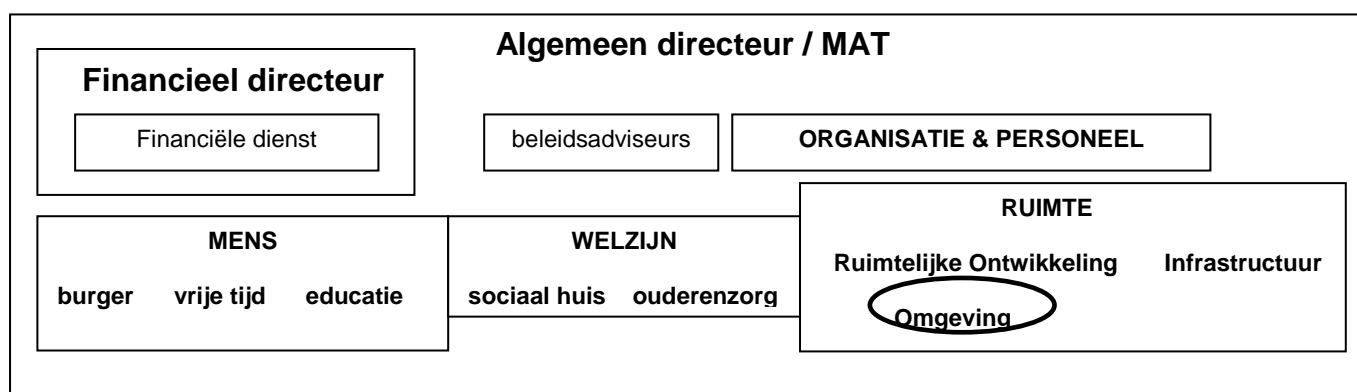 Algemeen directeur / MAT
Financieel directeur
Financiële dienst
beleidsadviseurs
ORGANISATIE & PERSONEEL
MENS
burger vrije tijd educatie
WELZIJN
sociaal huis ouderenzorg
RUIMTE
Ruimtelijke Ontwikkeling Infrastructuur
Omgeving